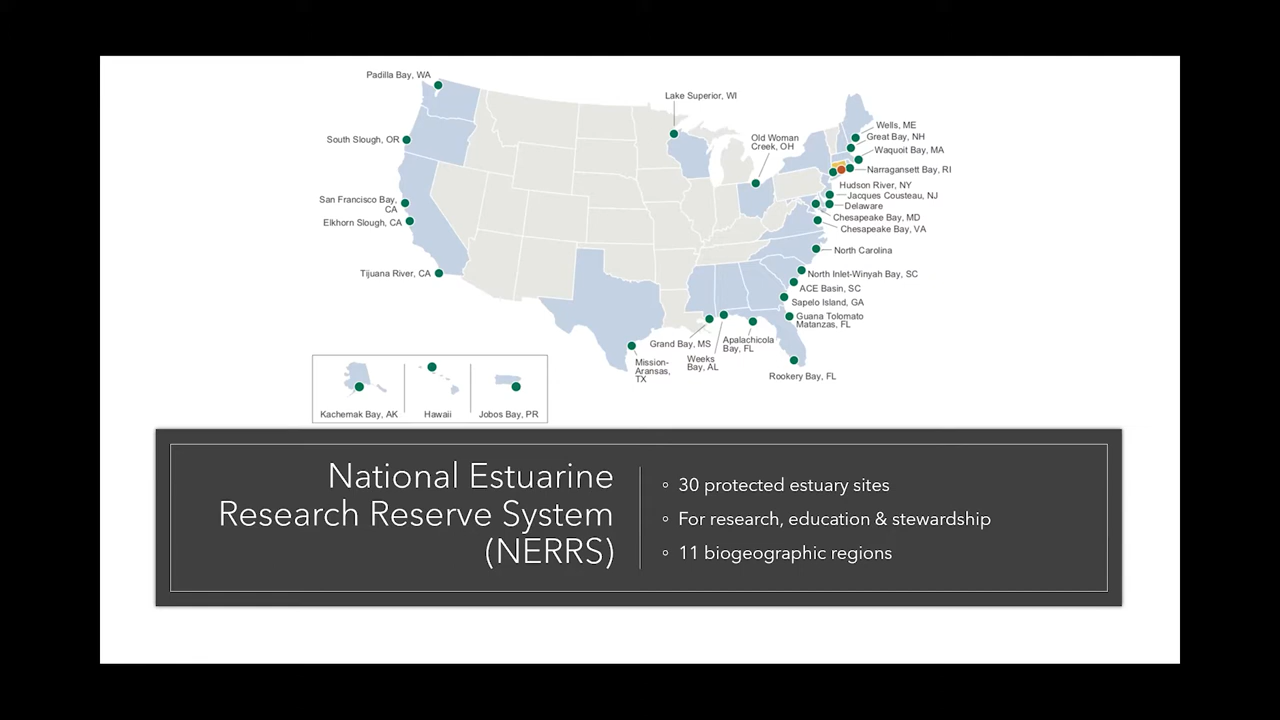 Padilla Bay, WA
Lake Superior, WI
Wells, ME
Great Bay, NH
South Slough, OR
Old Woman
Creek, OH
Waquoit Bay, MA
Narragansett Bay, RI
Hudson River, NY
Jacques Cousteau, NJ
San Francisco Bay,
CA
Delaware
Chesapeake Bay, MD
Elkhorn Slough, CA
Chesapeake Bay, VA
North Carolina
Tijuana River, CA
North Inlet-Winyah Bay, SC
ACE Basin, SC
Sapelo Island, GA
Guana Tolomato
Matanzas, FL
Grand Bay, MS
Apalachicola
Bay, FL
Weeks
Bay, AL
Mission-
Aransas,
TX
Rookery Bay, FL
Kachemak Bay, AK
Hawaii
Jobos Bay, PR
National Estuarine
Research Reserve System
(NERRS)
◦ 30 protected estuary sites
◦ For research, education & stewardship
◦ 11 biogeographic regions